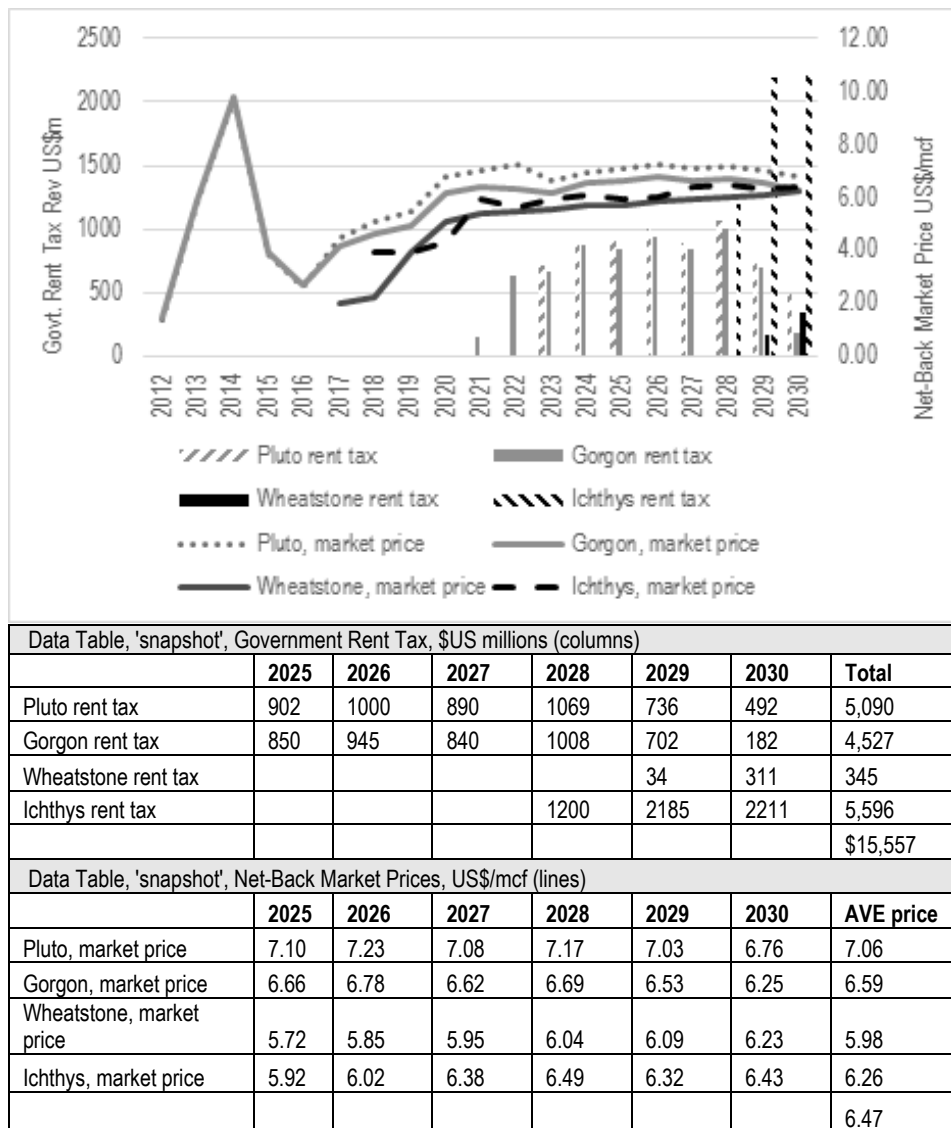 2500
2000
1500
1000
500
0
Govt. Rent Tax Rev US$m
12.00
10.00
8.00
6.00
4.00
2.00
0.00
Net-Back Market Price US$/mcf
2012 2013 2014 2015 2016 2017 2018 2019 2020 2021 2022 2023 2024 2025 2026 2027 2028 2029 2030
Pluto rent tax Gorgon rent tax
Wheatstone rent tax Ichthys rent tax
Pluto, market price Gorgon, market price
Wheatstone, market price Ichthys, market price
Data Table, 'snapshot', Government Rent Tax, $US millions (columns)
2025 2026 2027 2028 2029 2030 Total
Pluto rent tax 902 1000 890 1069 736 492 5,090
Gorgon rent tax 850 945 840 1008 702 182 4,527
Wheatstone rent tax 34 311 345
Ichthys rent tax 1200 2185 2211 5,596
$15,557
Data Table, 'snapshot', Net-Back Market Prices, US$/mcf (lines)
2025 2026 2027 2028 2029 2030 AVE price
Pluto, market price 7.10 7.23 7.08 7.17 7.03 6.76 7.06
Gorgon, market price 6.66 6.78 6.62 6.69 6.53 6.25 6.59
Wheatstone, market
price 5.72 5.85 5.95 6.04 6.09 6.23 5.98
Ichthys, market price 5.92 6.02 6.38 6.49 6.32 6.43 6.26
6.47